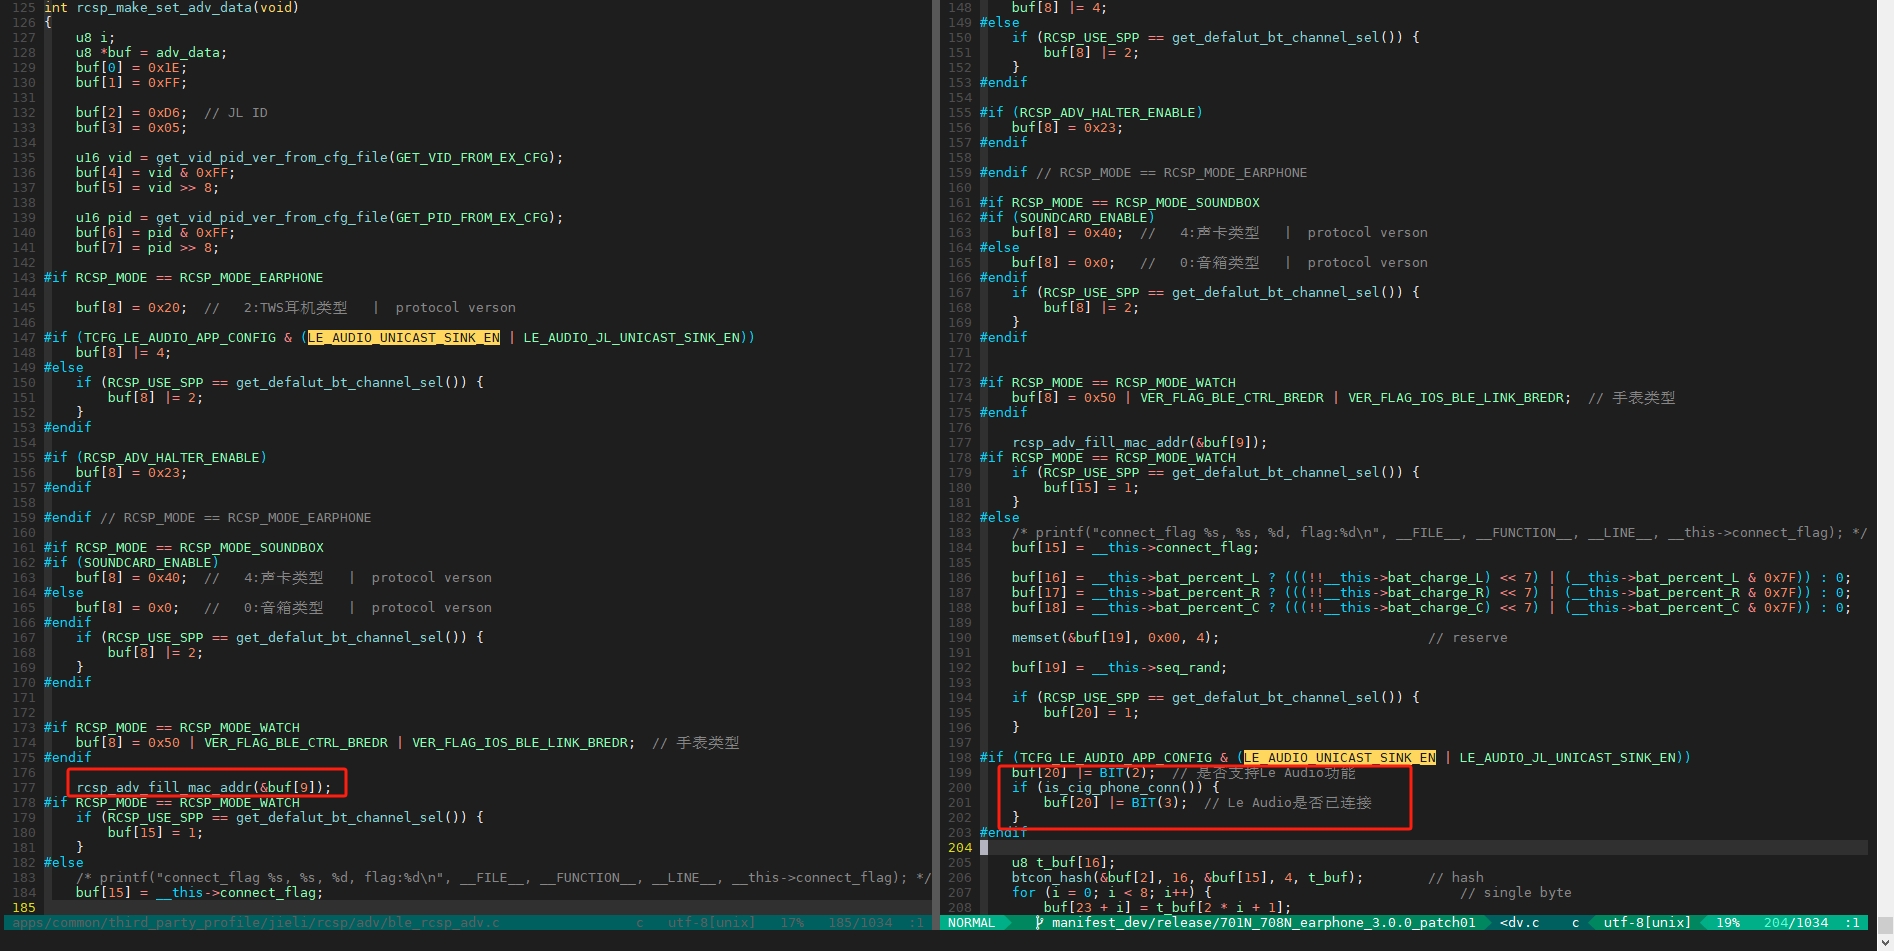 125 int rcsp_make_set_adv_data(void)
126 {
127     u8 i;
128     u8 *buf = adv_data;
129     buf[0] = 0x1E;
130     buf[1] = 0xFF;
131
132     buf[2] = 0xD6;  // JL ID
133     buf[3] = 0x05;
134
135     u16 vid = get_vid_pid_ver_from_cfg_file(GET_VID_FROM_EX_CFG);
136     buf[4] = vid & 0xFF;
137     buf[5] = vid >> 8;
138
139     u16 pid = get_vid_pid_ver_from_cfg_file(GET_PID_FROM_EX_CFG);
140     buf[6] = pid & 0xFF;
141     buf[7] = pid >> 8;
142
143 #if RCSP_MODE == RCSP_MODE_EARPHONE
144
145     buf[8] = 0x20;  //   2:TWS耳机类型   |  protocol verson
146
147 #if (TCFG_LE_AUDIO_APP_CONFIG & (LE_AUDIO_UNICAST_SINK_EN | LE_AUDIO_JL_UNICAST_SINK_EN))
148     buf[8] |= 4;
149 #else
150     if (RCSP_USE_SPP == get_defalut_bt_channel_sel()) {
151         buf[8] |= 2;
152     }
153 #endif
154
155 #if (RCSP_ADV_HALTER_ENABLE)
156     buf[8] = 0x23;
157 #endif
158
159 #endif // RCSP_MODE == RCSP_MODE_EARPHONE
160
161 #if RCSP_MODE == RCSP_MODE_SOUNDBOX
162 #if (SOUNDCARD_ENABLE)
163     buf[8] = 0x40;  //   4:声卡类型   |  protocol verson
164 #else
165     buf[8] = 0x0;   //   0:音箱类型   |  protocol verson
166 #endif
167     if (RCSP_USE_SPP == get_defalut_bt_channel_sel()) {
168         buf[8] |= 2;
169     }
170 #endif
171
172
173 #if RCSP_MODE == RCSP_MODE_WATCH
174     buf[8] = 0x50 | VER_FLAG_BLE_CTRL_BREDR | VER_FLAG_IOS_BLE_LINK_BREDR;  // 手表类型
175 #endif
176
177     rcsp_adv_fill_mac_addr(&buf[9]);
178 #if RCSP_MODE == RCSP_MODE_WATCH
179     if (RCSP_USE_SPP == get_defalut_bt_channel_sel()) {
180         buf[15] = 1;
181     }
182 #else
183     /* printf("connect_flag %s, %s, %d, flag:%d\n", __FILE__, __FUNCTION__, __LINE__, __this->connect_flag); */
184     buf[15] = __this->connect_flag;
185
apps/common/third_party_profile/jieli/rcsp/adv/ble_rcsp_adv.c    c    utf-8[unix]    17%    185/1034    :1
148     buf[8] |= 4;
149 #else
150     if (RCSP_USE_SPP == get_defalut_bt_channel_sel()) {
151         buf[8] |= 2;
152     }
153 #endif
154
155 #if (RCSP_ADV_HALTER_ENABLE)
156     buf[8] = 0x23;
157 #endif
158
159 #endif // RCSP_MODE == RCSP_MODE_EARPHONE
160
161 #if RCSP_MODE == RCSP_MODE_SOUNDBOX
162 #if (SOUNDCARD_ENABLE)
163     buf[8] = 0x40;  //   4:声卡类型   |  protocol verson
164 #else
165     buf[8] = 0x0;   //   0:音箱类型   |  protocol verson
166 #endif
167     if (RCSP_USE_SPP == get_defalut_bt_channel_sel()) {
168         buf[8] |= 2;
169     }
170 #endif
171
172
173 #if RCSP_MODE == RCSP_MODE_WATCH
174     buf[8] = 0x50 | VER_FLAG_BLE_CTRL_BREDR | VER_FLAG_IOS_BLE_LINK_BREDR;  // 手表类型
175 #endif
176
177     rcsp_adv_fill_mac_addr(&buf[9]);
178 #if RCSP_MODE == RCSP_MODE_WATCH
179     if (RCSP_USE_SPP == get_defalut_bt_channel_sel()) {
180         buf[15] = 1;
181     }
182 #else
183     /* printf("connect_flag %s, %s, %d, flag:%d\n", __FILE__, __FUNCTION__, __LINE__, __this->connect_flag); */
184     buf[15] = __this->connect_flag;
185
186     buf[16] = __this->bat_percent_L ? (((!!__this->bat_charge_L) << 7) | (__this->bat_percent_L & 0x7F)) : 0;
187     buf[17] = __this->bat_percent_R ? (((!!__this->bat_charge_R) << 7) | (__this->bat_percent_R & 0x7F)) : 0;
188     buf[18] = __this->bat_percent_C ? (((!!__this->bat_charge_C) << 7) | (__this->bat_percent_C & 0x7F)) : 0;
189
190     memset(&buf[19], 0x00, 4);                          // reserve
191
192     buf[19] = __this->seq_rand;
193
194     if (RCSP_USE_SPP == get_defalut_bt_channel_sel()) {
195         buf[20] = 1;
196     }
197
198 #if (TCFG_LE_AUDIO_APP_CONFIG & (LE_AUDIO_UNICAST_SINK_EN | LE_AUDIO_JL_UNICAST_SINK_EN))
199     buf[20] |= BIT(2);  // 是否支持Le Audio功能
200     if (is_cig_phone_conn()) {
201         buf[20] |= BIT(3);  // Le Audio是否已连接
202     }
203 #endif
204
205     u8 t_buf[16];
206     btcon_hash(&buf[2], 16, &buf[15], 4, t_buf);        // hash
207     for (i = 0; i < 8; i++) {                               // single byte
208         buf[23 + i] = t_buf[2 * i + 1];
NORMAL    manifest_dev/release/701N_708N_earphone_3.0.0_patch01    <dv.c    c    utf-8[unix]    19%    204/1034    :1